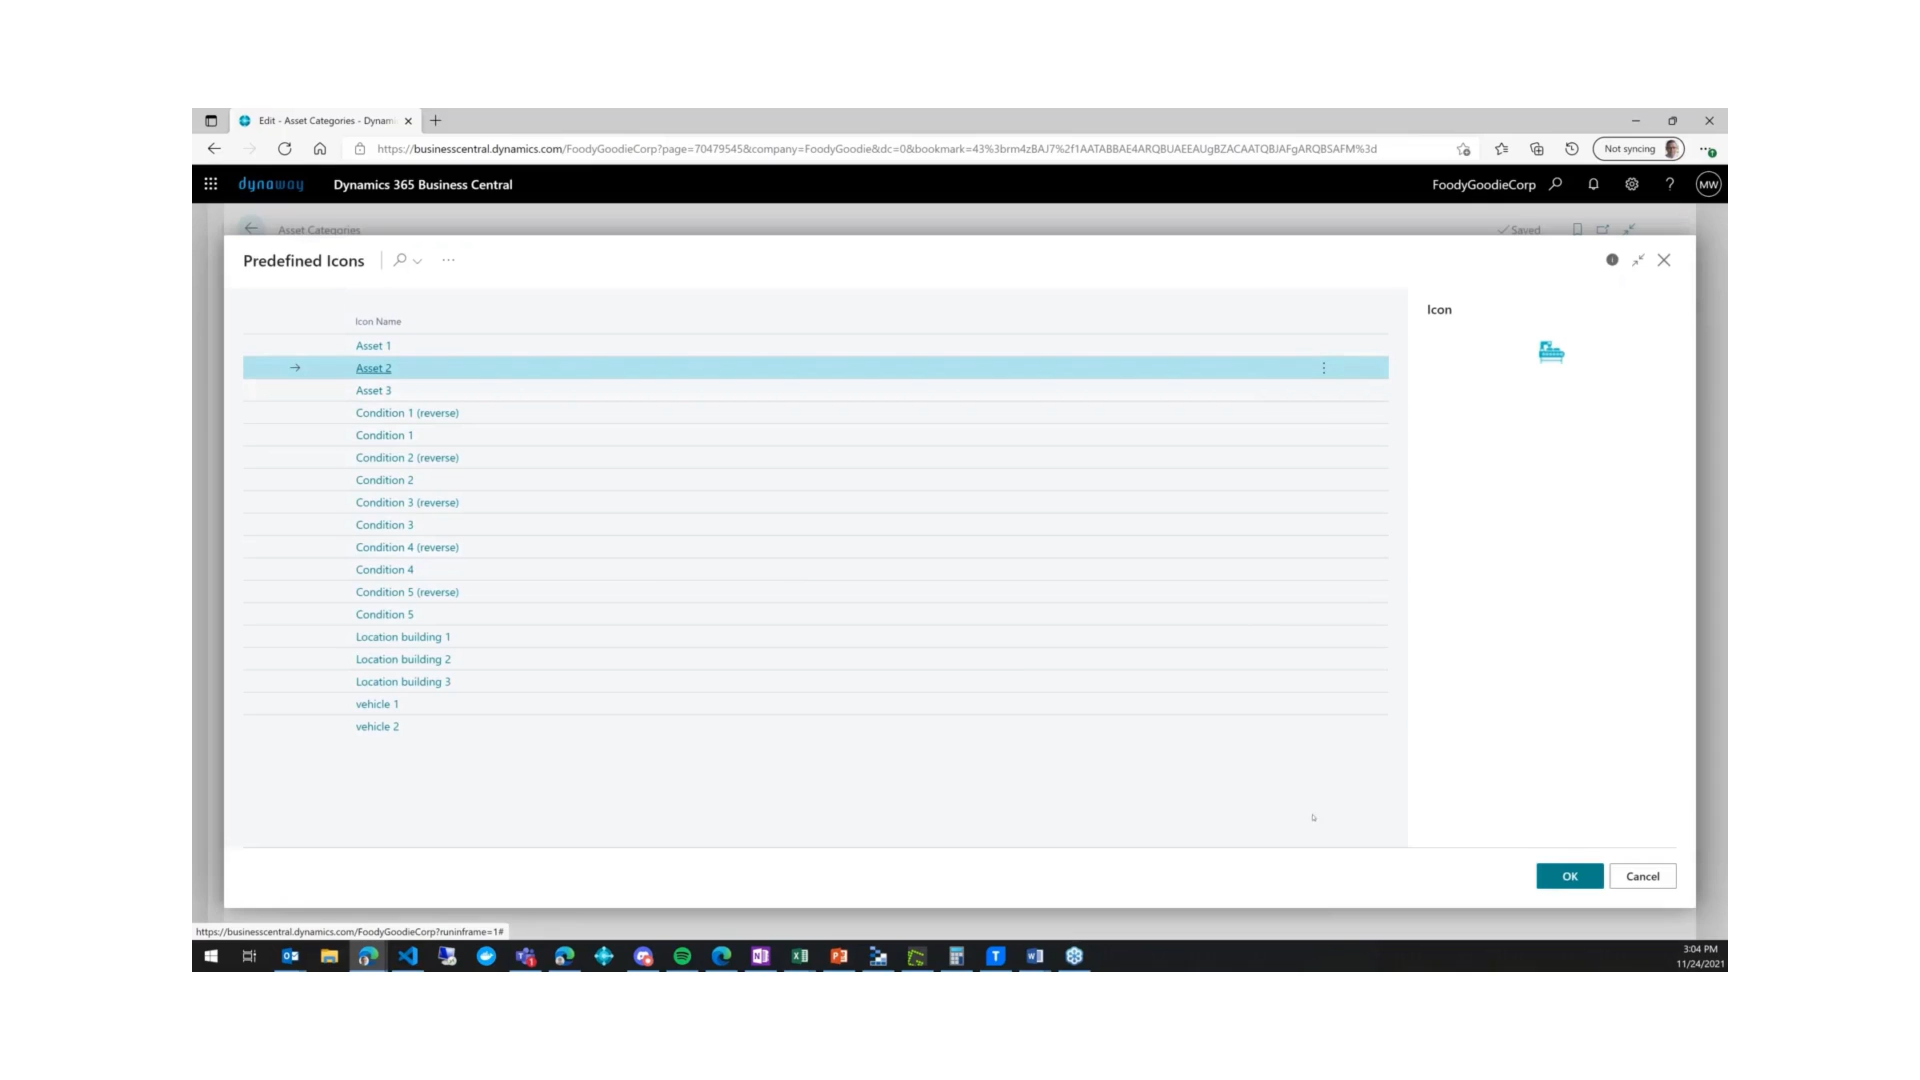 Edit - Asset Categories - Dynami
https://businesscentral.dynamics.com/FoodyGoodieCorp?page=70479545&company=FoodyGoodie&dc=0&bookmark=43%3brm4zBAJ7%2f1AATABBAE4ARQBUAEEAUgBZACAATQBJAFgARQBSAFM%3d
Not syncing
dynaway Dynamics 365 Business Central FoodyGoodieCorp ? MW
Asset Categories Saved
Predefined Icons
Icon
Icon Name
Asset 1
Asset 2
Asset 3
Condition 1 (reverse)
Condition 1
Condition 2 (reverse)
Condition 2
Condition 3 (reverse)
Condition 3
Condition 4 (reverse)
Condition 4
Condition 5 (reverse)
Condition 5
Location building 1
Location building 2
Location building 3
vehicle 1
vehicle 2
OK Cancel
https://businesscentral.dynamics.com/FoodyGoodieCorp?runinframe=1#
3:04 PM
11/24/2021